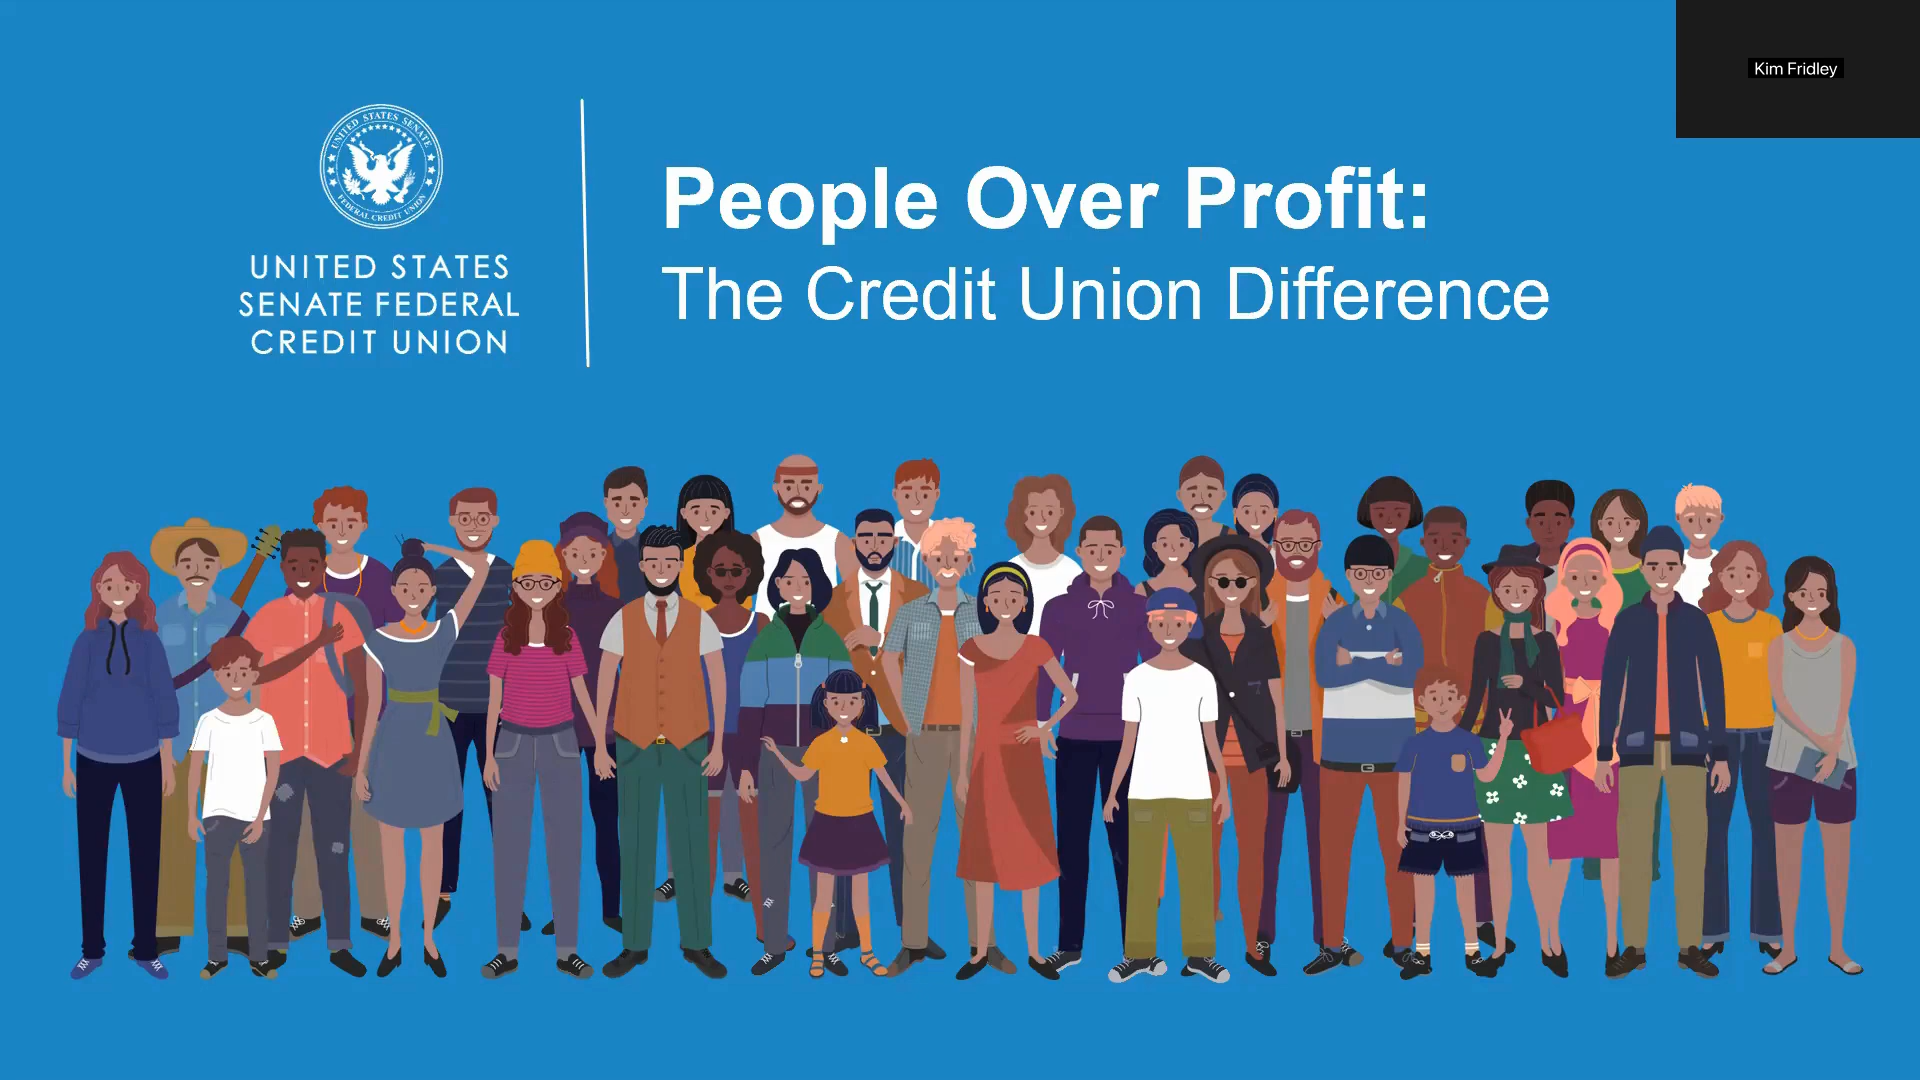 Kim Fridley
UNITED STATES SENATE
FEDERAL CREDIT UNION
UNITED STATES
SENATE FEDERAL
CREDIT UNION
People Over Profit:
The Credit Union Difference